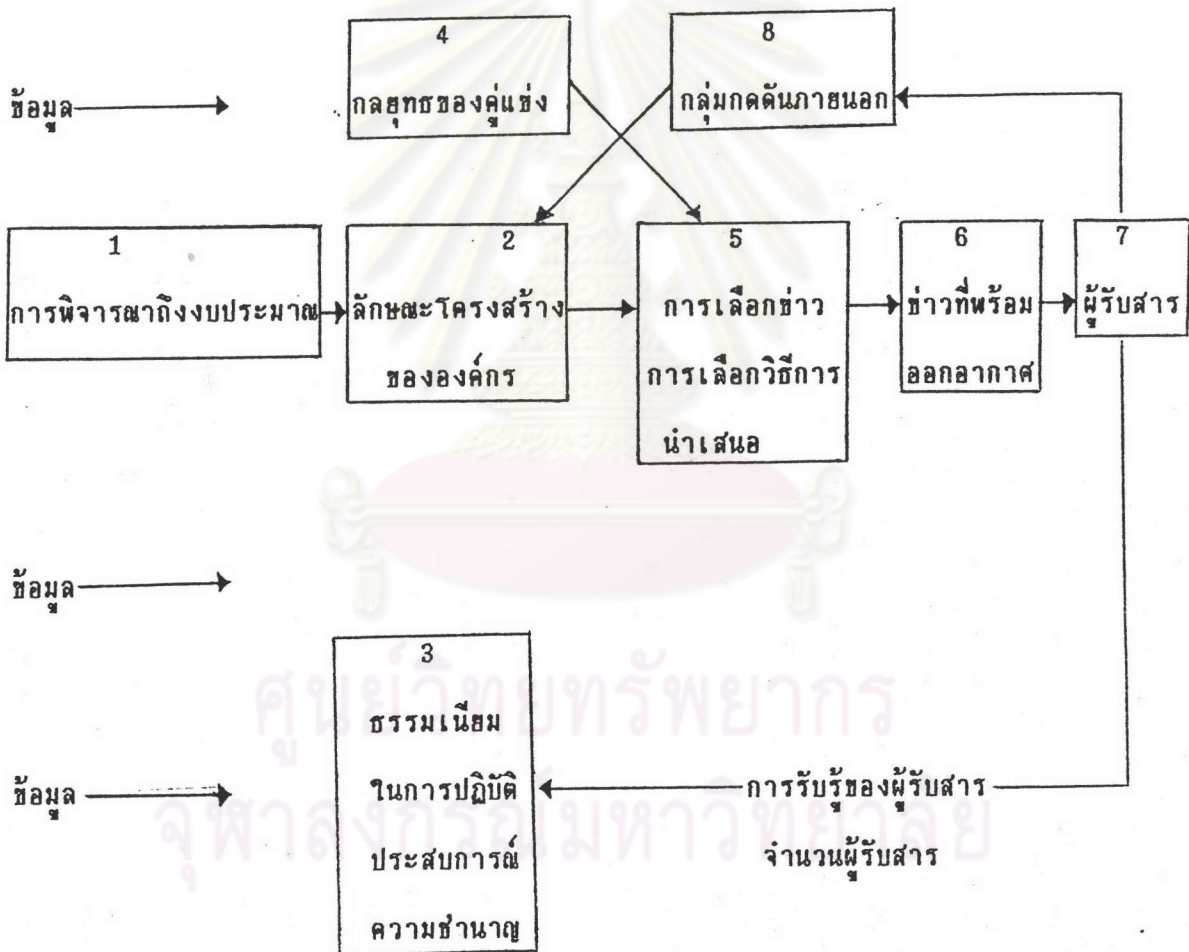 4
8
ข้อมูล
กลยุทธของคู่แข่ง
กลุ่มกดดันภายนอก
1
2
5
6
7
การพิจารณาถึงงบประมาณ
ลักษณะโครงสร้าง
ขององค์กร
การเลือกข่าว
การเลือกวิธีการ
นำเสนอ
ข่าวที่พร้อม
ออกอากาศ
ผู้รับสาร
ข้อมูล
3
ธรรมเนียม
ในการปฏิบัติ
ประสบการณ์
ความชำนาญ
ข้อมูล
การรับรู้ของผู้รับสาร
จำนวนผู้รับสาร
ศูนย์วิทยทรัพยากร
จุฬาลงกรณ์มหาวิทยาลัย